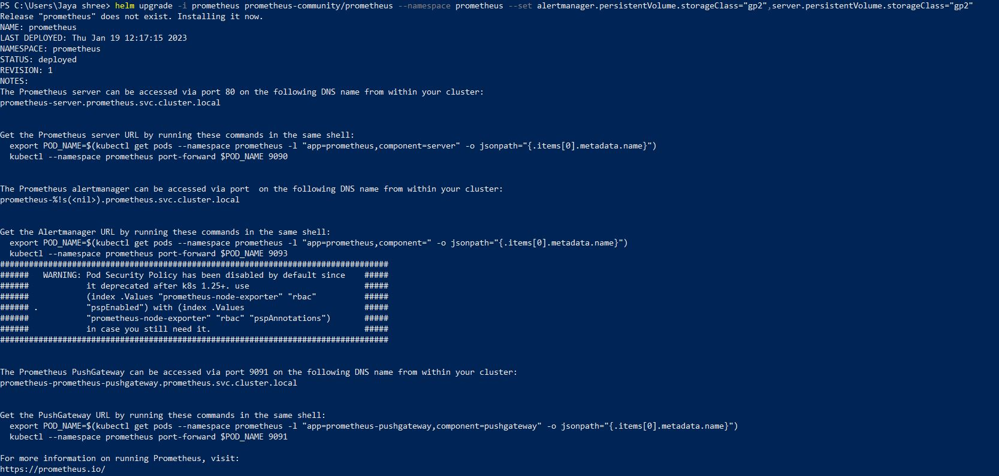 PS C:\Users\Jaya shree> helm upgrade -i prometheus prometheus-community/prometheus --namespace prometheus --set alertmanager.persistentVolume.storageClass="gp2",server.persistentVolume.storageClass="gp2"
Release "prometheus" does not exist. Installing it now.
NAME: prometheus
LAST DEPLOYED: Thu Jan 19 12:17:15 2023
NAMESPACE: prometheus
STATUS: deployed
REVISION: 1
NOTES:
The Prometheus server can be accessed via port 80 on the following DNS name from within your cluster:
prometheus-server.prometheus.svc.cluster.local
Get the Prometheus server URL by running these commands in the same shell:
  export POD_NAME=$(kubectl get pods --namespace prometheus -l "app=prometheus,component=server" -o jsonpath="{.items[0].metadata.name}")
  kubectl --namespace prometheus port-forward $POD_NAME 9090
The Prometheus alertmanager can be accessed via port  on the following DNS name from within your cluster:
prometheus-%!s(<nil>).prometheus.svc.cluster.local
Get the Alertmanager URL by running these commands in the same shell:
  export POD_NAME=$(kubectl get pods --namespace prometheus -l "app=prometheus,component=" -o jsonpath="{.items[0].metadata.name}")
  kubectl --namespace prometheus port-forward $POD_NAME 9093
#################################################################################
######   WARNING: Pod Security Policy has been disabled by default since    #####
######            it deprecated after k8s 1.25+. use                        #####
######            (index .Values "prometheus-node-exporter" "rbac"          #####
###### .          "pspEnabled") with (index .Values                         #####
######            "prometheus-node-exporter" "rbac" "pspAnnotations")       #####
######            in case you still need it.                                #####
#################################################################################
The Prometheus PushGateway can be accessed via port 9091 on the following DNS name from within your cluster:
prometheus-prometheus-pushgateway.prometheus.svc.cluster.local
Get the PushGateway URL by running these commands in the same shell:
  export POD_NAME=$(kubectl get pods --namespace prometheus -l "app=prometheus-pushgateway,component=pushgateway" -o jsonpath="{.items[0].metadata.name}")
  kubectl --namespace prometheus port-forward $POD_NAME 9091
For more information on running Prometheus, visit:
https://prometheus.io/